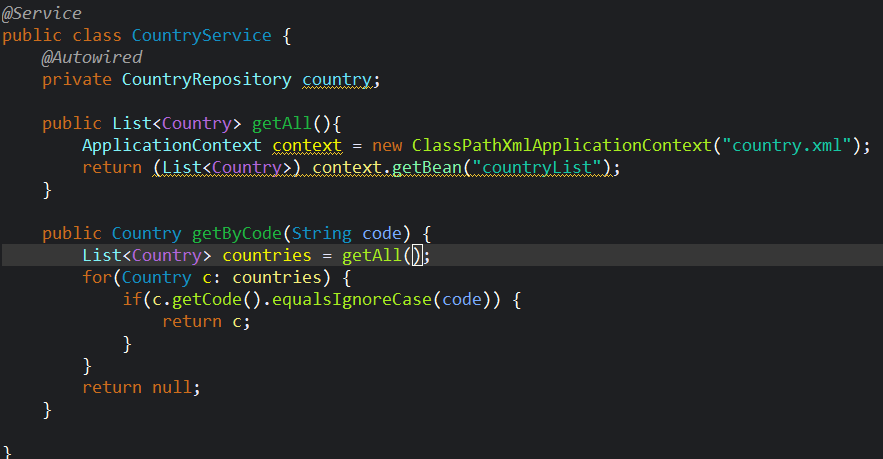 @Service
public class CountryService {
    @Autowired
    private CountryRepository country;

    public List<Country> getAll(){
        ApplicationContext context = new ClassPathXmlApplicationContext("country.xml");
        return (List<Country>) context.getBean("countryList");
    }

    public Country getByCode(String code) {
        List<Country> countries = getAll();
        for(Country c: countries) {
            if(c.getCode().equalsIgnoreCase(code)) {
                return c;
            }
        }
        return null;
    }

}